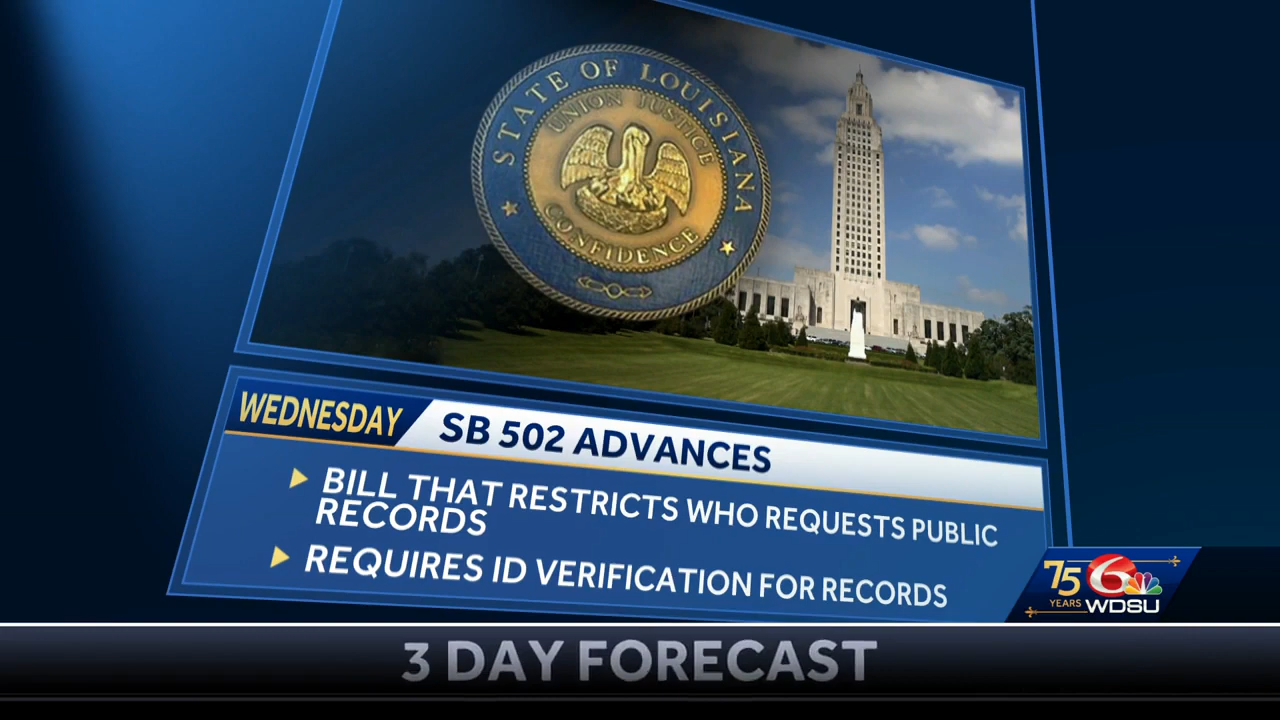 STATE OF LOUISIANA
UNION JUSTICE
CONFIDENCE
WEDNESDAY
SB 502 ADVANCES
BILL THAT RESTRICTS WHO REQUESTS PUBLIC
RECORDS
REQUIRES ID VERIFICATION FOR RECORDS
75
YEARS
6
WDSU
3 DAY FORECAST